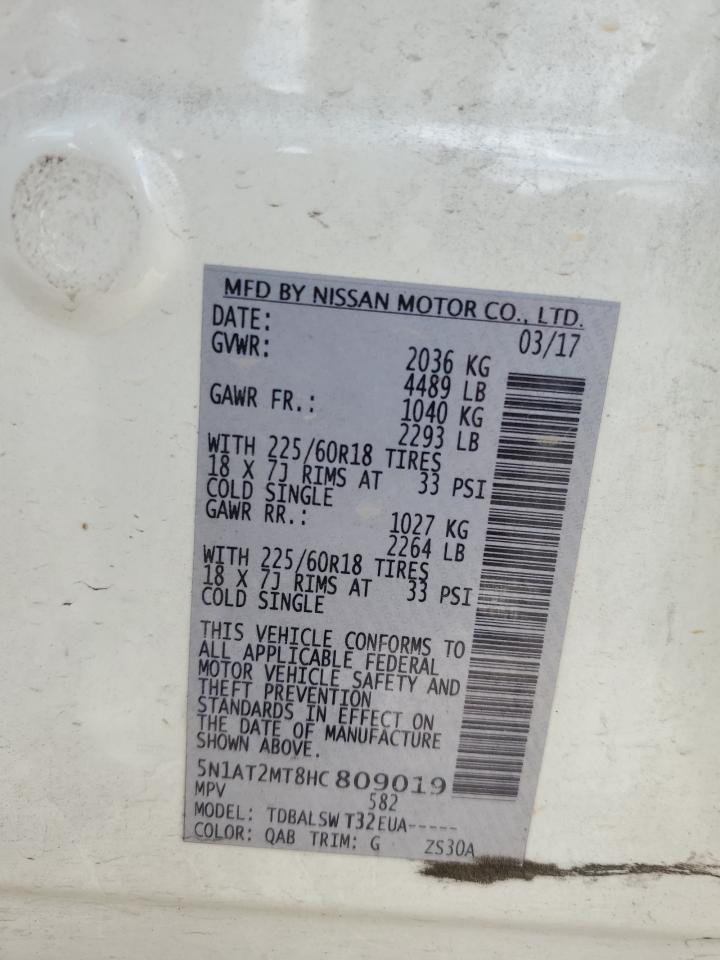 MFD BY NISSAN MOTOR CO., LTD.
DATE: 03/17
GVWR: 2036 KG
4489 LB
GAWR FR.: 1040 KG
2293 LB
WITH 225/60R18 TIRES
18 X 7J RIMS AT 33 PSI
COLD SINGLE
GAWR RR.: 1027 KG
2264 LB
WITH 225/60R18 TIRES
18 X 7J RIMS AT 33 PSI
COLD SINGLE
THIS VEHICLE CONFORMS TO
ALL APPLICABLE FEDERAL
MOTOR VEHICLE SAFETY AND
THEFT PREVENTION
STANDARDS IN EFFECT ON
THE DATE OF MANUFACTURE
SHOWN ABOVE.
5N1AT2MT8HC809019
MPV 582
MODEL: TDBALSW T32EUA-----
COLOR: QAB TRIM: G ZS30A